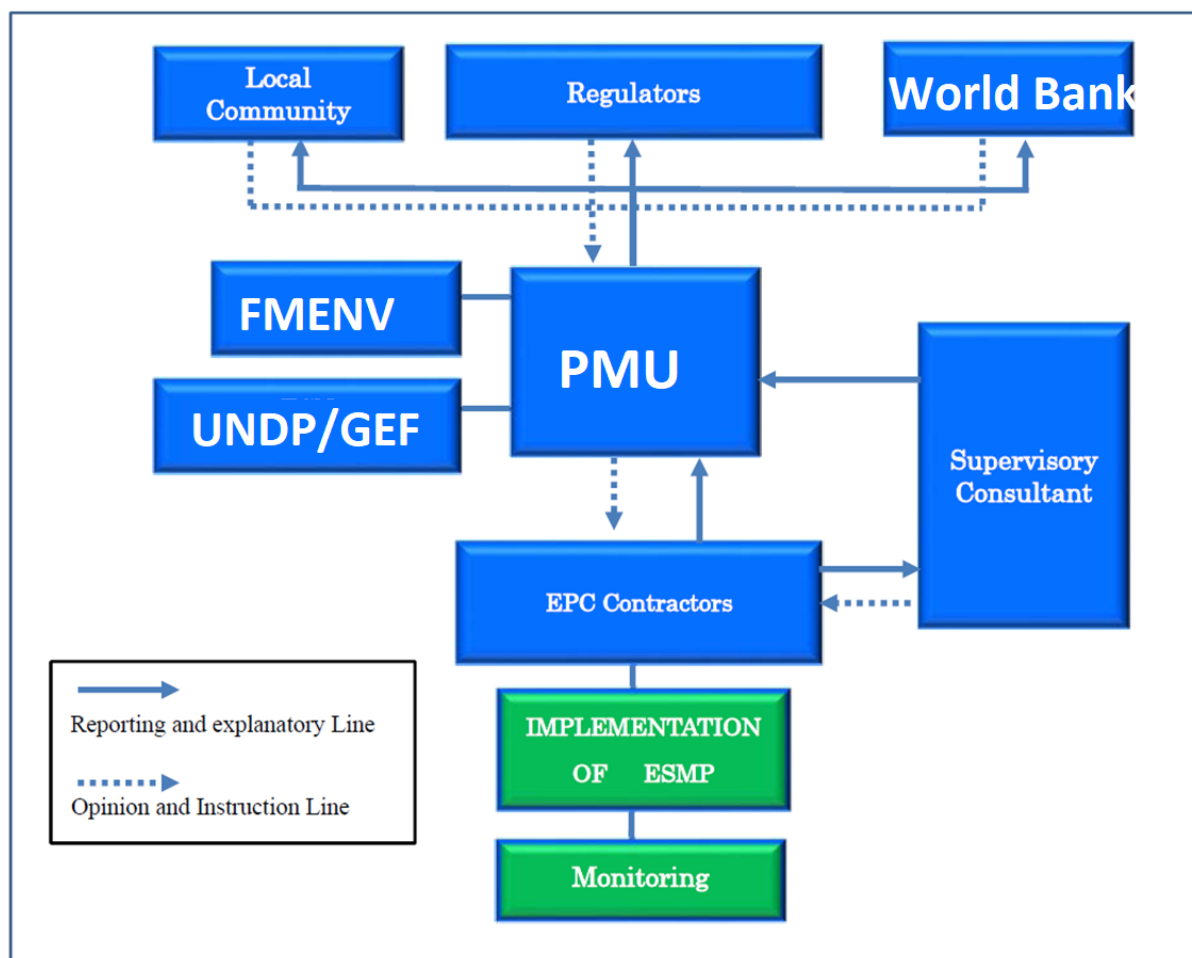 Local
Community
Regulators
World Bank
FMENV
PMU
UNDP/GEF
Supervisory
Consultant
EPC Contractors
IMPLEMENTATION
OF ESMP
Monitoring
Reporting and explanatory Line
Opinion and Instruction Line